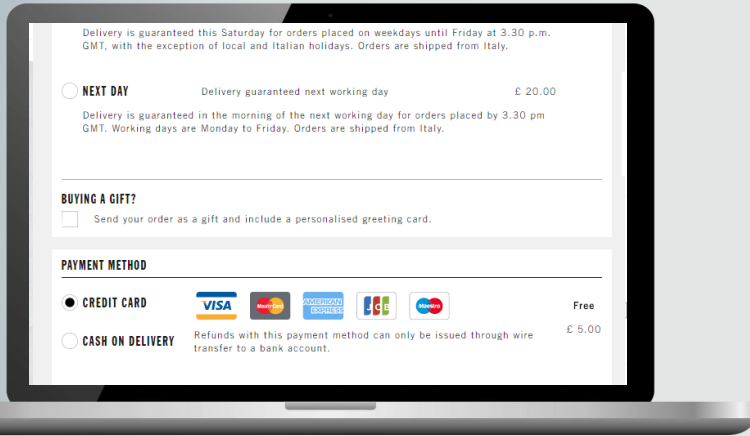 Delivery is guaranteed this Saturday for orders placed on weekdays until Friday at 3.30 p.m.
GMT, with the exception of local and Italian holidays. Orders are shipped from Italy.
NEXT DAY Delivery guaranteed next working day £ 20.00
Delivery is guaranteed in the morning of the next working day for orders placed by 3.30 pm
GMT. Working days are Monday to Friday. Orders are shipped from Italy.
BUYING A GIFT?
Send your order as a gift and include a personalised greeting card.
PAYMENT METHOD
CREDIT CARD VISA MasterCard AMERICAN EXPRESS JCB Maestro Free
£ 5.00
CASH ON DELIVERY Refunds with this payment method can only be issued through wire
transfer to a bank account.